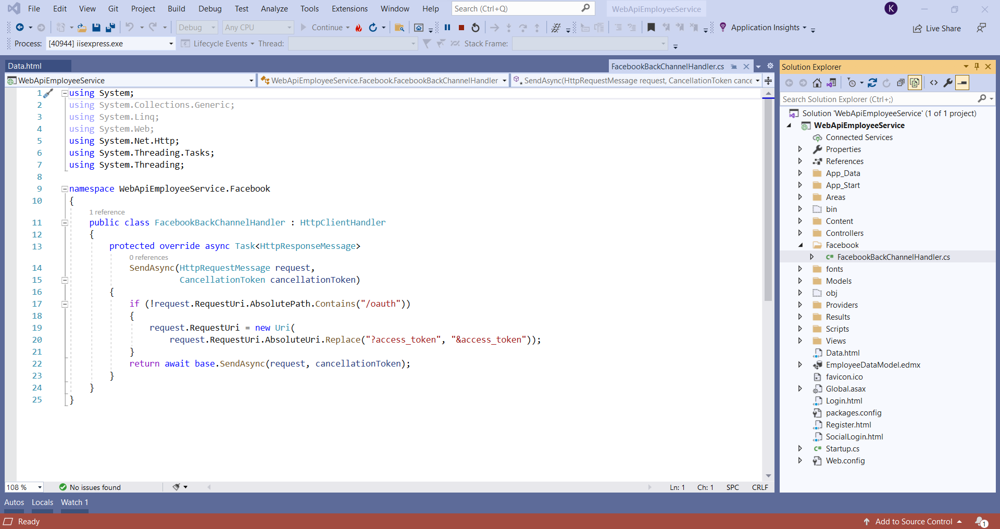 File Edit View Git Project Build Debug Test Analyze Tools Extensions Window Help Search (Ctrl+Q) WebApiEmployeeService K
Debug Any CPU Continue Application Insights Live Share
Process: [40944] iisexpress.exe Lifecycle Events Thread: Stack Frame:
Data.html FacebookBackChannelHandler.cs
WebApiEmployeeService WebApiEmployeeService.Facebook.FacebookBackChannelHandler SendAsync(HttpRequestMessage request, CancellationToken cance
1 using System;
2 using System.Collections.Generic;
3 using System.Linq;
4 using System.Web;
5 using System.Net.Http;
6 using System.Threading.Tasks;
7 using System.Threading;
8
9 namespace WebApiEmployeeService.Facebook
10 {
1 reference
11 public class FacebookBackChannelHandler : HttpClientHandler
12 {
13 protected override async Task<HttpResponseMessage>
0 references
14 SendAsync(HttpRequestMessage request,
15 CancellationToken cancellationToken)
16 {
17 if (!request.RequestUri.AbsolutePath.Contains("/oauth"))
18 {
19 request.RequestUri = new Uri(
20 request.RequestUri.AbsoluteUri.Replace("?access_token", "&access_token"));
21 }
22 return await base.SendAsync(request, cancellationToken);
23 }
24 }
25 }
108 % No issues found Ln: 1 Ch: 1 SPC CRLF
Solution Explorer
Search Solution Explorer (Ctrl+;)
Solution 'WebApiEmployeeService' (1 of 1 project)
WebApiEmployeeService
Connected Services
Properties
References
App_Data
App_Start
Areas
bin
Content
Controllers
Facebook
C# FacebookBackChannelHandler.cs
fonts
Models
obj
Providers
Results
Scripts
Views
Data.html
EmployeeDataModel.edmx
favicon.ico
Global.asax
Login.html
packages.config
Register.html
SocialLogin.html
C# Startup.cs
Web.config
Autos Locals Watch 1
Ready Add to Source Control 1